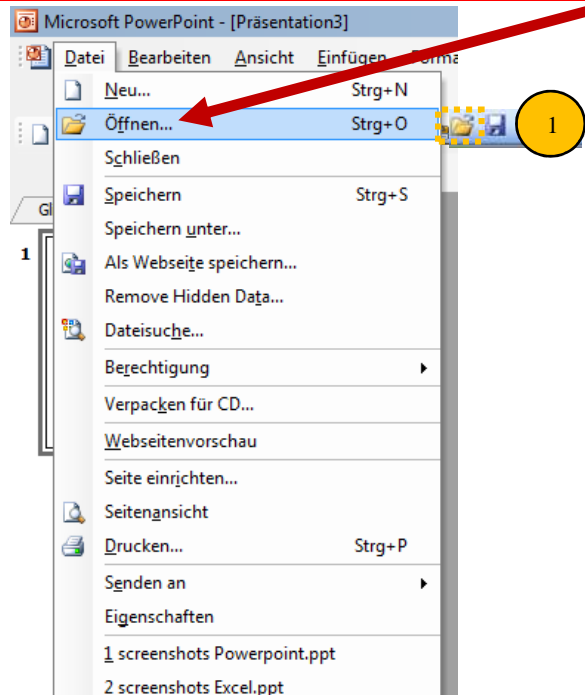 Microsoft PowerPoint - [Präsentation3]
Datei Bearbeiten Ansicht Einfügen
Neu... Strg+N
Öffnen... Strg+O
1
Schließen
Speichern Strg+S
Gl
Speichern unter...
1
Als Webseite speichern...
Remove Hidden Data...
Dateisuche...
Berechtigung
Verpacken für CD...
Webseitenvorschau
Seite einrichten...
Seitenansicht
Drucken... Strg+P
Senden an
Eigenschaften
1 screenshots Powerpoint.ppt
2 screenshots Excel.ppt